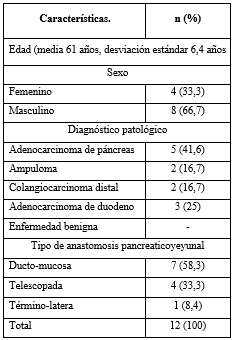 Características. n (%)
Edad (media 61 años, desviación estándar 6,4 años
Sexo
Femenino 4 (33,3)
Masculino 8 (66,7)
Diagnóstico patológico
Adenocarcinoma de páncreas 5 (41,6)
Ampuloma 2 (16,7)
Colangiocarcinoma distal 2 (16,7)
Adenocarcinoma de duodeno 3 (25)
Enfermedad benigna -
Tipo de anastomosis pancreaticoyeyunal
Ducto-mucosa 7 (58,3)
Telescopada 4 (33,3)
Término-latera 1 (8,4)
Total 12 (100)